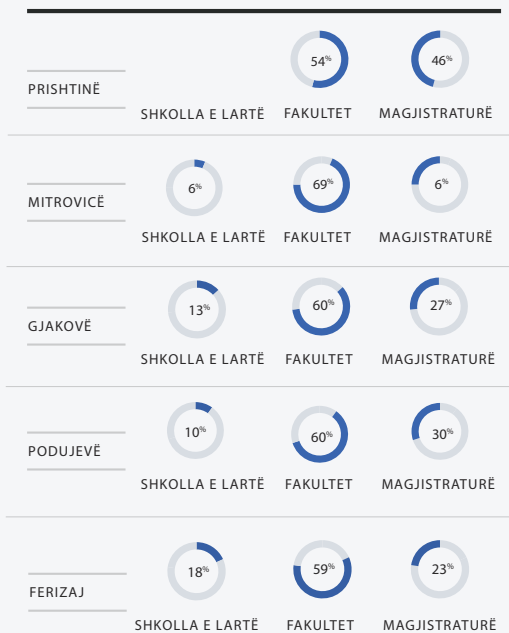 54%
46%
PRISHTINË
SHKOLLA E LARTË
FAKULTET
MAGJISTRATURË
6%
69%
6%
MITROVICË
SHKOLLA E LARTË
FAKULTET
MAGJISTRATURË
13%
60%
27%
GJAKOVË
SHKOLLA E LARTË
FAKULTET
MAGJISTRATURË
10%
60%
30%
PODUJEVË
SHKOLLA E LARTË
FAKULTET
MAGJISTRATURË
18%
59%
23%
FERIZAJ
SHKOLLA E LARTË
FAKULTET
MAGJISTRATURË